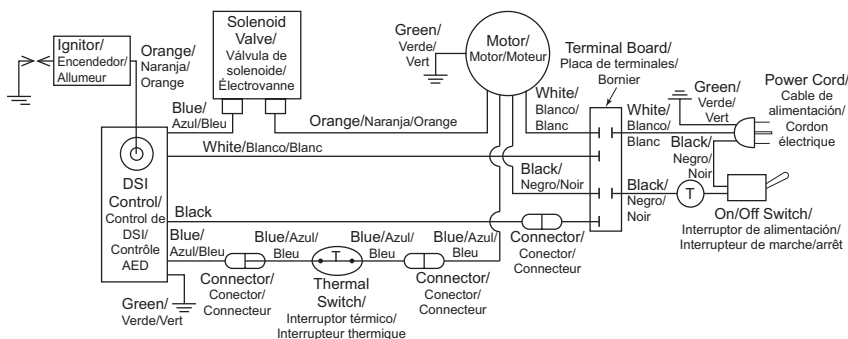 Ignitor/
Encendedor/
Allumeur
Orange/
Naranja/
Orange
Solenoid
Valve/
Válvula de
solenoide/
Électrovanne
Green/
Verde/
Vert
Motor/
Motor/Moteur
Terminal Board/
Placa de terminales/
Bornier
Green/
Verde/
Vert
Power Cord/
Cable de
alimentación/
Cordon
électrique
Blue/
Azul/Bleu
Orange/Naranja/Orange
White/
Blanco/
Blanc
White/
Blanco/
Blanc
White/Blanco/Blanc
Black/
Negro/
Noir
DSI
Control/
Control de
DSI/
Contrôle
AED
Black/
Negro/Noir
Black/
Negro/
Noir
T
On/Off Switch/
Interruptor de alimentación/
Interrupteur de marche/arrêt
Black
Connector/
Conector/
Connecteur
Blue/
Azul/Bleu
Blue/Azul/
Bleu
T
Blue/Azul/
Bleu
Blue/Azul/
Bleu
Connector/
Conector/
Connecteur
Thermal
Switch/
Interruptor térmico/
Interrupteur thermique
Connector/
Conector/
Connecteur
Green/
Verde/Vert